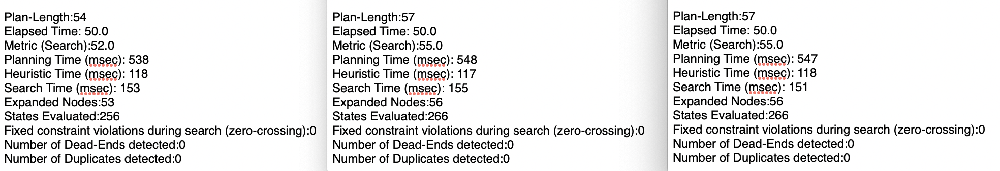 Plan-Length:54
Elapsed Time: 50.0
Metric (Search):52.0
Planning Time (msec): 538
Heuristic Time (msec): 118
Search Time (msec): 153
Expanded Nodes:53
States Evaluated:256
Fixed constraint violations during search (zero-crossing):0
Number of Dead-Ends detected:0
Number of Duplicates detected:0
Plan-Length:57
Elapsed Time: 50.0
Metric (Search):55.0
Planning Time (msec): 548
Heuristic Time (msec): 117
Search Time (msec): 155
Expanded Nodes:56
States Evaluated:266
Fixed constraint violations during search (zero-crossing):0
Number of Dead-Ends detected:0
Number of Duplicates detected:0
Plan-Length:57
Elapsed Time: 50.0
Metric (Search):55.0
Planning Time (msec): 547
Heuristic Time (msec): 118
Search Time (msec): 151
Expanded Nodes:56
States Evaluated:266
Fixed constraint violations during search (zero-crossing):0
Number of Dead-Ends detected:0
Number of Duplicates detected:0